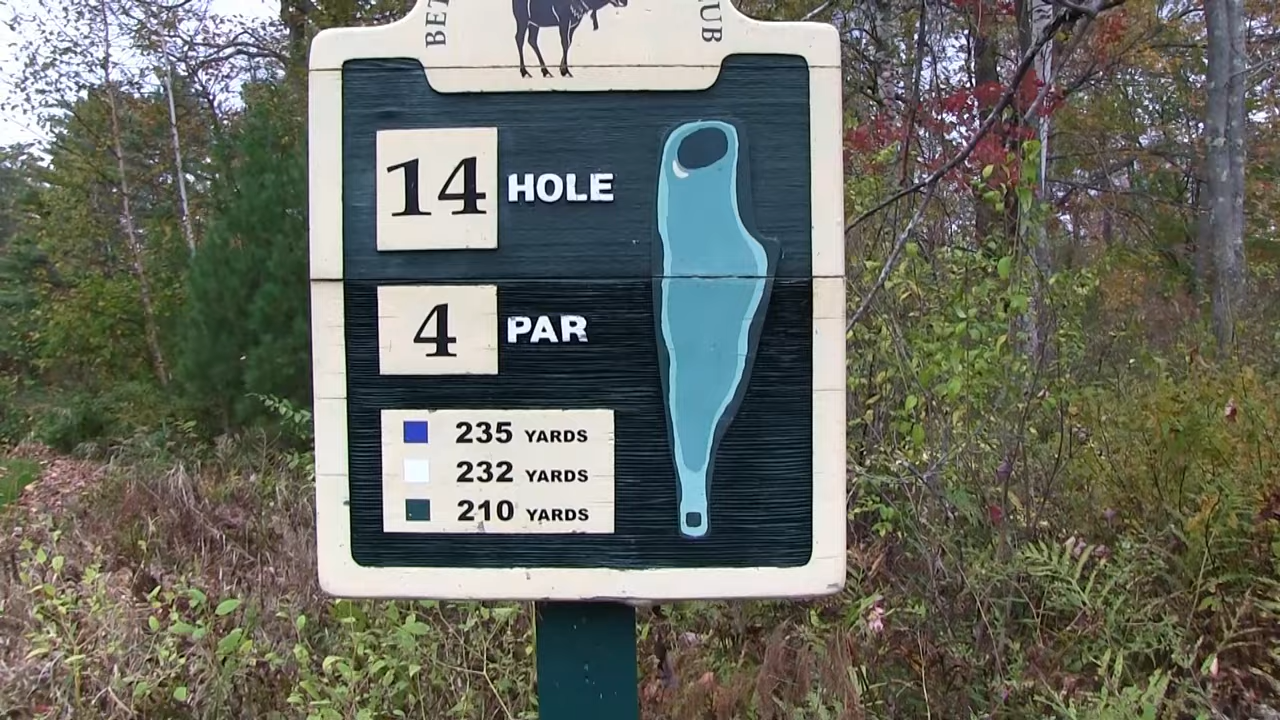 14 HOLE
4 PAR
235 YARDS
232 YARDS
210 YARDS